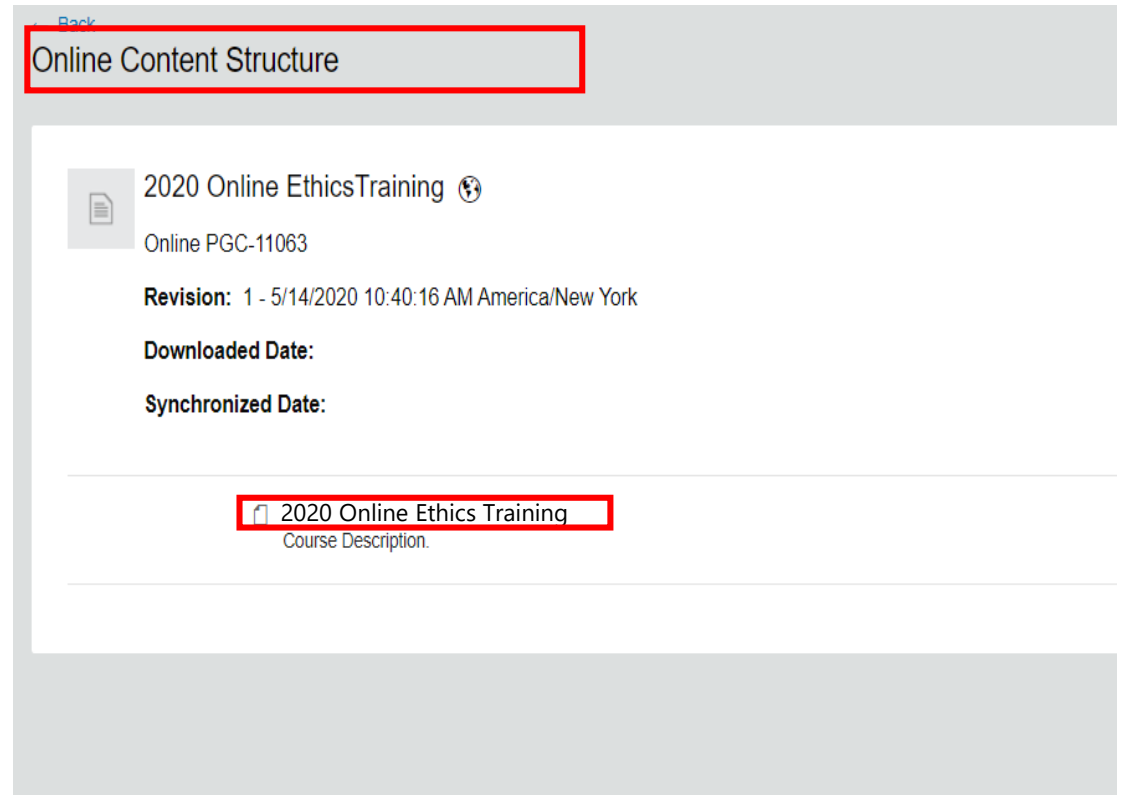 ← Back
Online Content Structure
2020 Online EthicsTraining
Online PGC-11063
Revision: 1 - 5/14/2020 10:40:16 AM America/New York
Downloaded Date:
Synchronized Date:
2020 Online Ethics Training
Course Description.